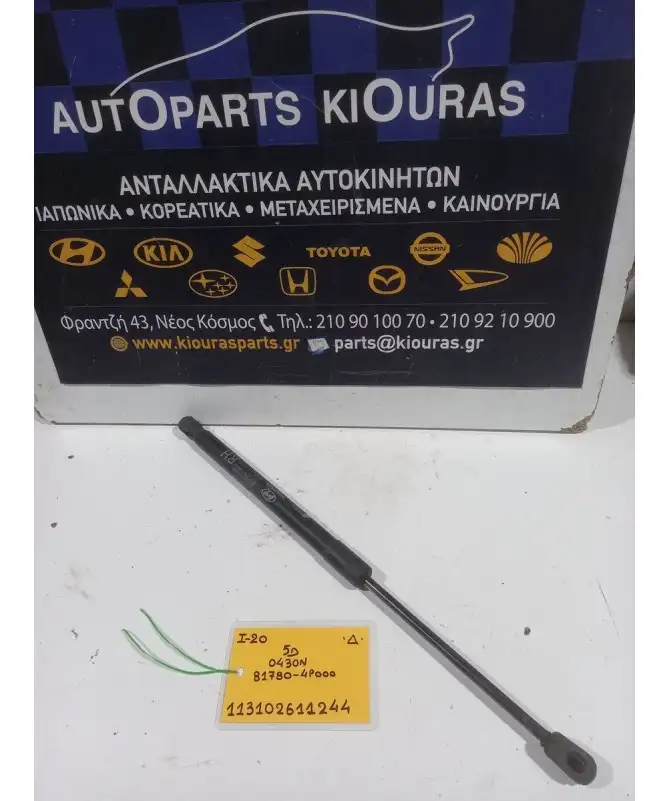 AUTOPARTS KIOURAS
ΑΝΤΑΛΛΑΚΤΙΚΑ ΑΥΤΟΚΙΝΗΤΩΝ
ΙΑΠΩΝΙΚΑ • ΚΟΡΕΑΤΙΚΑ • ΜΕΤΑΧΕΙΡΙΣΜΕΝΑ • ΚΑΙΝΟΥΡΓΙΑ
KIA
TOYOTA
NISSAN
Φραντζή 43, Νέος Κόσμος Τηλ.: 210 90 100 70 • 210 92 10 900
www.kiourasparts.gr parts@kiouras.gr
RH
I-20 ·Δ·
5D
0430N
81780-4P000
113102611244